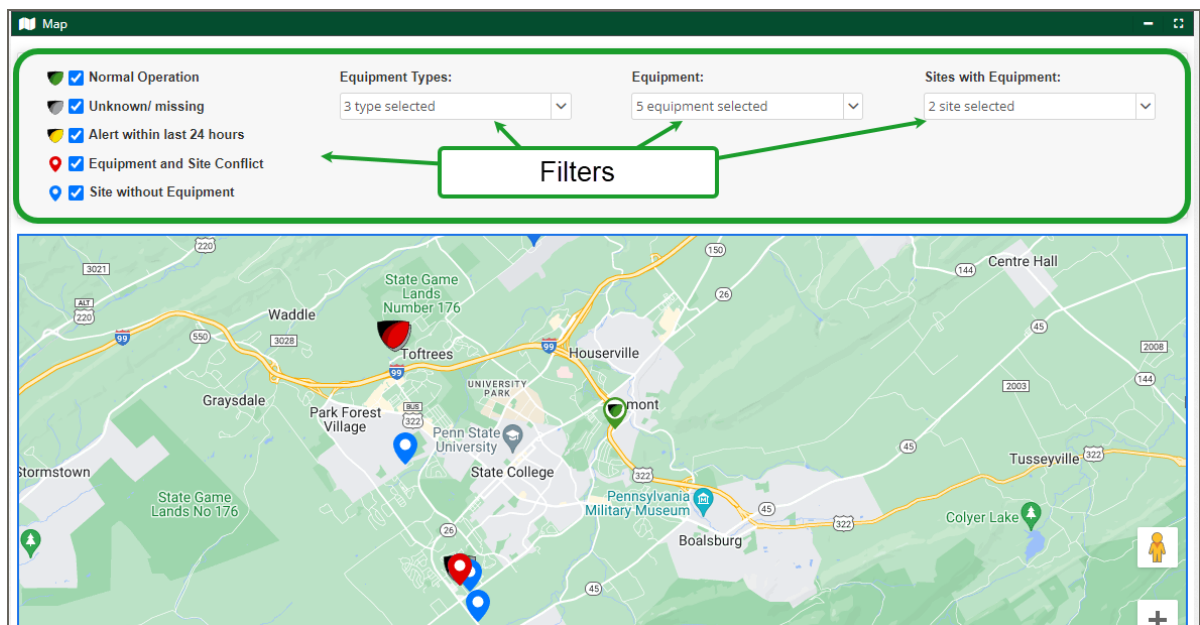 Map
Normal Operation
Equipment Types:
Equipment:
Sites with Equipment:
Unknown/ missing
3 type selected
5 equipment selected
2 site selected
Alert within last 24 hours
Equipment and Site Conflict
Filters
Site without Equipment
220
150
3021
Centre Hall
144
State Game
Lands
Number 176
26
ALT
220
Waddle
45
99
550
3028
99
Houserville
2008
Toftrees
99
144
UNIVERSITY
PARK
2003
Graysdale
Park Forest
Village
BUS
322
mont
Penn State
University
45
Tusseyville
322
Stormstown
State College
322
State Game
Lands No 176
Pennsylvania
Military Museum
45
322
Colyer Lake
26
Boalsburg
45